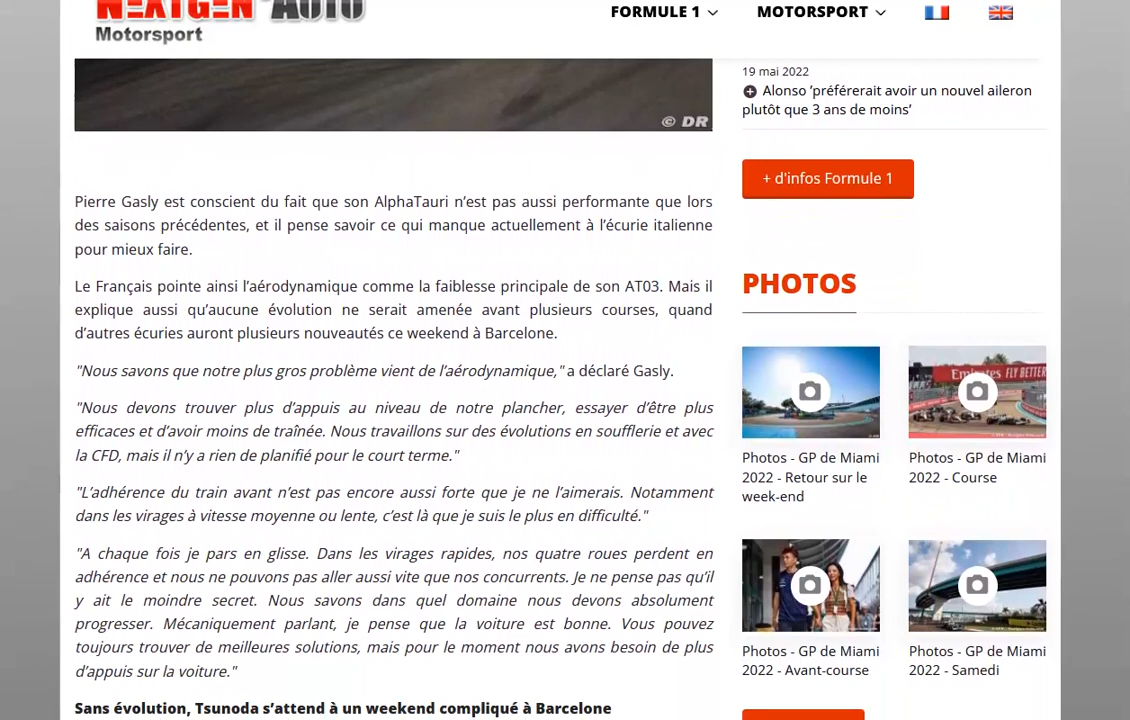 NEXTGEN AUTO
Motorsport
FORMULE 1
MOTORSPORT
© DR
Pierre Gasly est conscient du fait que son AlphaTauri n’est pas aussi performante que lors
des saisons précédentes, et il pense savoir ce qui manque actuellement à l’écurie italienne
pour mieux faire.
Le Français pointe ainsi l’aérodynamique comme la faiblesse principale de son AT03. Mais il
explique aussi qu’aucune évolution ne serait amenée avant plusieurs courses, quand
d’autres écuries auront plusieurs nouveautés ce weekend à Barcelone.
"Nous savons que notre plus gros problème vient de l’aérodynamique," a déclaré Gasly.
"Nous devons trouver plus d’appuis au niveau de notre plancher, essayer d’être plus
efficaces et d’avoir moins de traînée. Nous travaillons sur des évolutions en soufflerie et avec
la CFD, mais il n’y a rien de planifié pour le court terme."
"L’adhérence du train avant n’est pas encore aussi forte que je ne l’aimerais. Notamment
dans les virages à vitesse moyenne ou lente, c’est là que je suis le plus en difficulté."
"A chaque fois je pars en glisse. Dans les virages rapides, nos quatre roues perdent en
adhérence et nous ne pouvons pas aller aussi vite que nos concurrents. Je ne pense pas qu’il
y ait le moindre secret. Nous savons dans quel domaine nous devons absolument
progresser. Mécaniquement parlant, je pense que la voiture est bonne. Vous pouvez
toujours trouver de meilleures solutions, mais pour le moment nous avons besoin de plus
d’appuis sur la voiture."
Sans évolution, Tsunoda s’attend à un weekend compliqué à Barcelone
19 mai 2022
Alonso ’préférerait avoir un nouvel aileron
plutôt que 3 ans de moins’
+ d'infos Formule 1
PHOTOS
Emirates FLY BETTER
Photos - GP de Miami
2022 - Retour sur le
week-end
Photos - GP de Miami
2022 - Course
Photos - GP de Miami
2022 - Avant-course
Photos - GP de Miami
2022 - Samedi